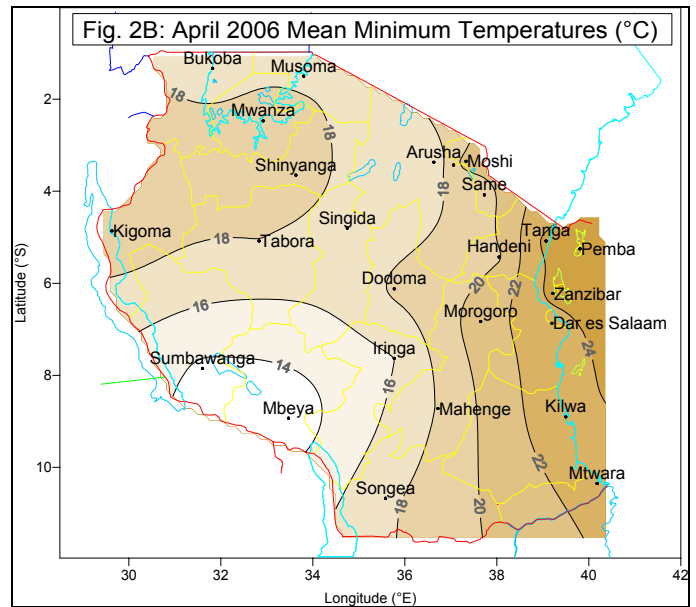 Fig. 2B: April 2006 Mean Minimum Temperatures (°C)
Bukoba
Musoma
2
18
Mwanza
18
Arusha
Moshi
Shinyanga
18
Same
4
Singida
Kigoma
Tanga
18
Tabora
Handeni
Pemba
6
Dodoma
20
22
Zanzibar
16
Morogoro
Dar es Salaam
Iringa
24
Sumbawanga
14
16
8
Mbeya
Mahenge
Kilwa
22
10
Mtwara
Songea
18
20
30
32
34
36
38
40
42
Latitude (°S)
Longitude (°E)